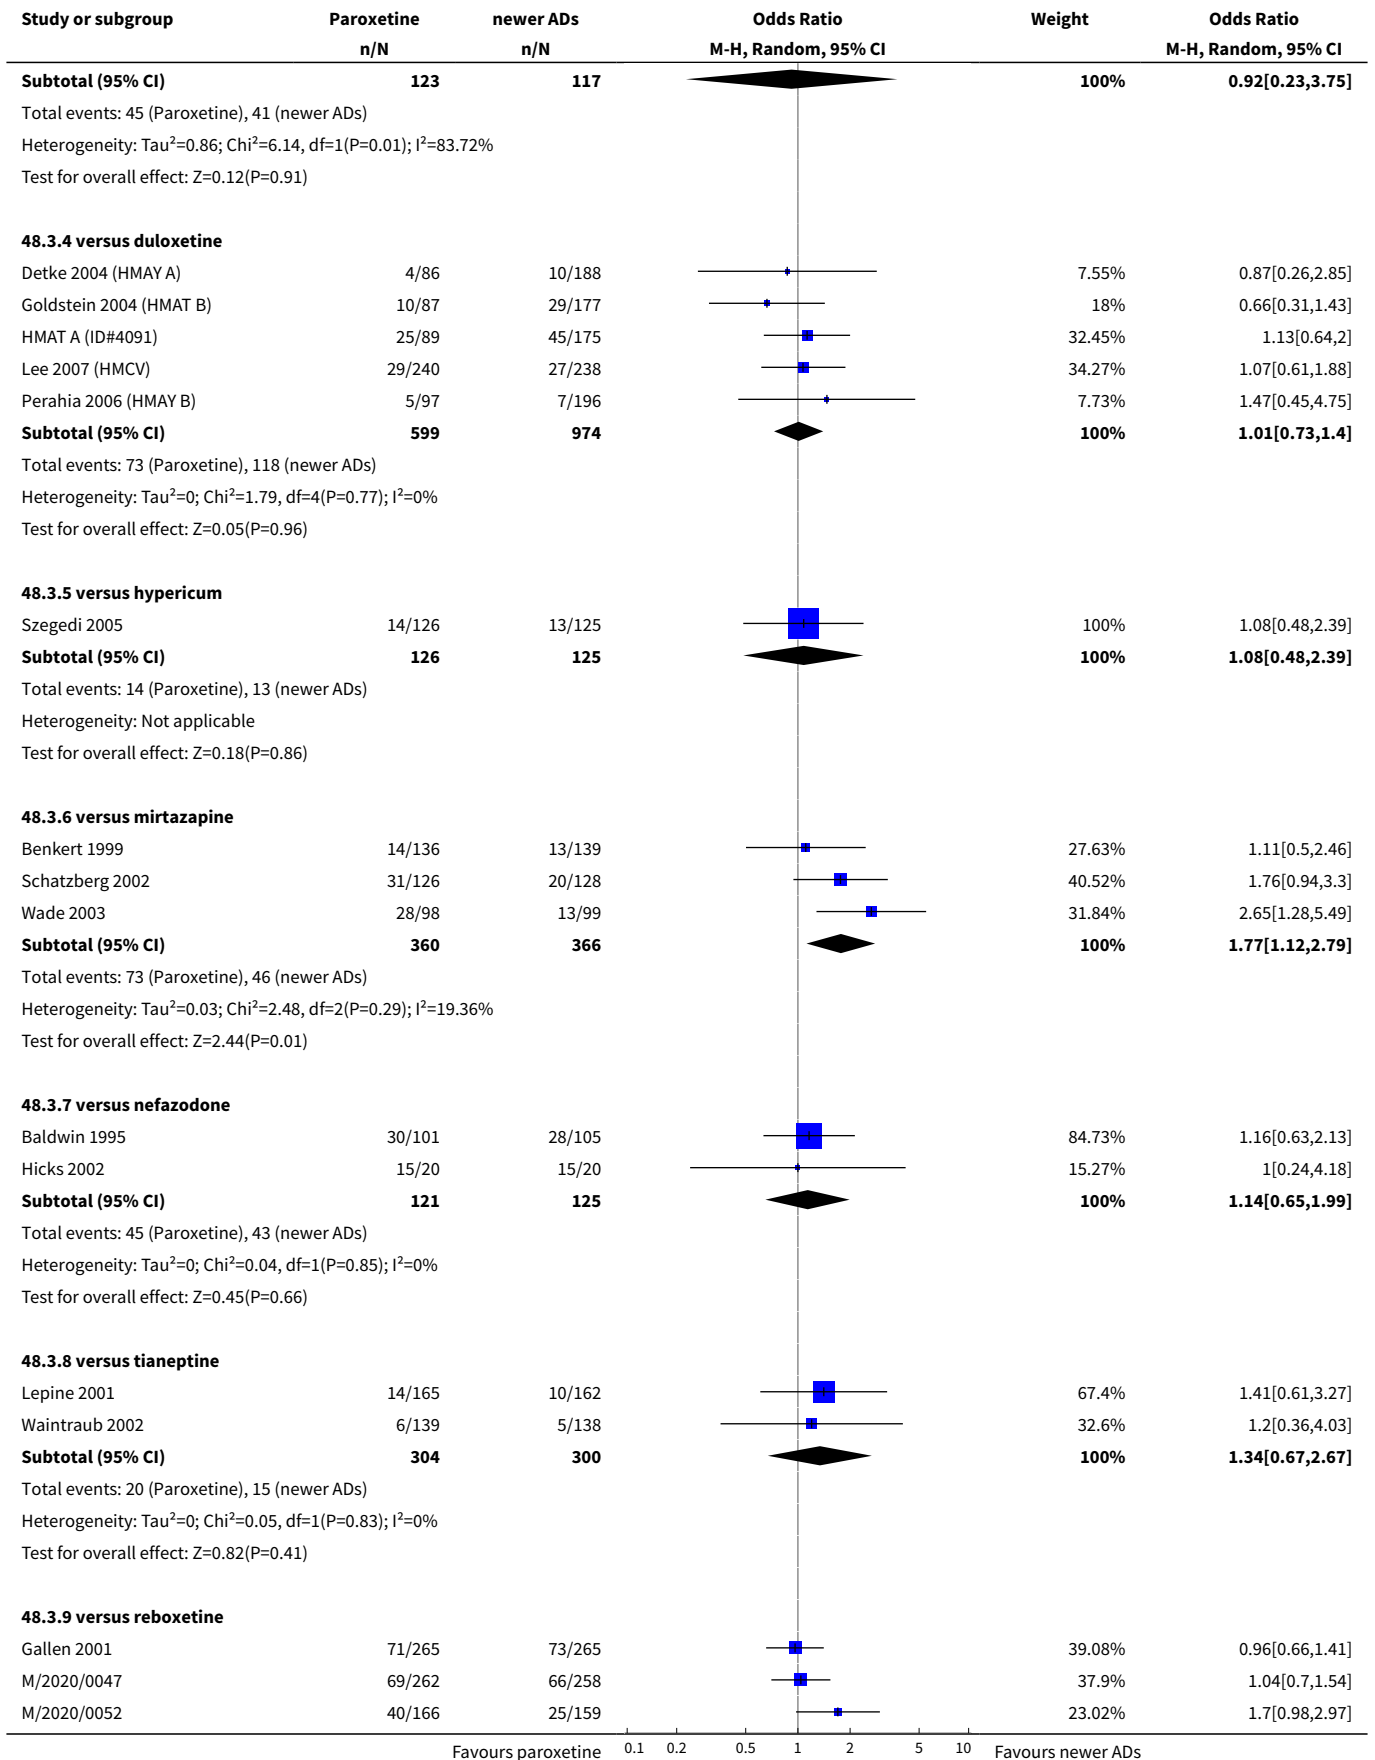 Study or subgroup Paroxetine newer ADs Odds Ratio Weight Odds Ratio
n/N n/N M-H, Random, 95% CI M-H, Random, 95% CI
Subtotal (95% CI) 123 117 100% 0.92[0.23,3.75]
Total events: 45 (Paroxetine), 41 (newer ADs)
Heterogeneity: Tau²=0.86; Chi²=6.14, df=1(P=0.01); I²=83.72%
Test for overall effect: Z=0.12(P=0.91)
48.3.4 versus duloxetine
Detke 2004 (HMAY A) 4/86 10/188 7.55% 0.87[0.26,2.85]
Goldstein 2004 (HMAT B) 10/87 29/177 18% 0.66[0.31,1.43]
HMAT A (ID#4091) 25/89 45/175 32.45% 1.13[0.64,2]
Lee 2007 (HMCV) 29/240 27/238 34.27% 1.07[0.61,1.88]
Perahia 2006 (HMAY B) 5/97 7/196 7.73% 1.47[0.45,4.75]
Subtotal (95% CI) 599 974 100% 1.01[0.73,1.4]
Total events: 73 (Paroxetine), 118 (newer ADs)
Heterogeneity: Tau²=0; Chi²=1.79, df=4(P=0.77); I²=0%
Test for overall effect: Z=0.05(P=0.96)
48.3.5 versus hypericum
Szegedi 2005 14/126 13/125 100% 1.08[0.48,2.39]
Subtotal (95% CI) 126 125 100% 1.08[0.48,2.39]
Total events: 14 (Paroxetine), 13 (newer ADs)
Heterogeneity: Not applicable
Test for overall effect: Z=0.18(P=0.86)
48.3.6 versus mirtazapine
Benkert 1999 14/136 13/139 27.63% 1.11[0.5,2.46]
Schatzberg 2002 31/126 20/128 40.52% 1.76[0.94,3.3]
Wade 2003 28/98 13/99 31.84% 2.65[1.28,5.49]
Subtotal (95% CI) 360 366 100% 1.77[1.12,2.79]
Total events: 73 (Paroxetine), 46 (newer ADs)
Heterogeneity: Tau²=0.03; Chi²=2.48, df=2(P=0.29); I²=19.36%
Test for overall effect: Z=2.44(P=0.01)
48.3.7 versus nefazodone
Baldwin 1995 30/101 28/105 84.73% 1.16[0.63,2.13]
Hicks 2002 15/20 15/20 15.27% 1[0.24,4.18]
Subtotal (95% CI) 121 125 100% 1.14[0.65,1.99]
Total events: 45 (Paroxetine), 43 (newer ADs)
Heterogeneity: Tau²=0; Chi²=0.04, df=1(P=0.85); I²=0%
Test for overall effect: Z=0.45(P=0.66)
48.3.8 versus tianeptine
Lepine 2001 14/165 10/162 67.4% 1.41[0.61,3.27]
Waintraub 2002 6/139 5/138 32.6% 1.2[0.36,4.03]
Subtotal (95% CI) 304 300 100% 1.34[0.67,2.67]
Total events: 20 (Paroxetine), 15 (newer ADs)
Heterogeneity: Tau²=0; Chi²=0.05, df=1(P=0.83); I²=0%
Test for overall effect: Z=0.82(P=0.41)
48.3.9 versus reboxetine
Gallen 2001 71/265 73/265 39.08% 0.96[0.66,1.41]
M/2020/0047 69/262 66/258 37.9% 1.04[0.7,1.54]
M/2020/0052 40/166 25/159 23.02% 1.7[0.98,2.97]
Favours paroxetine 0.1 0.2 0.5 1 2 5 10 Favours newer ADs